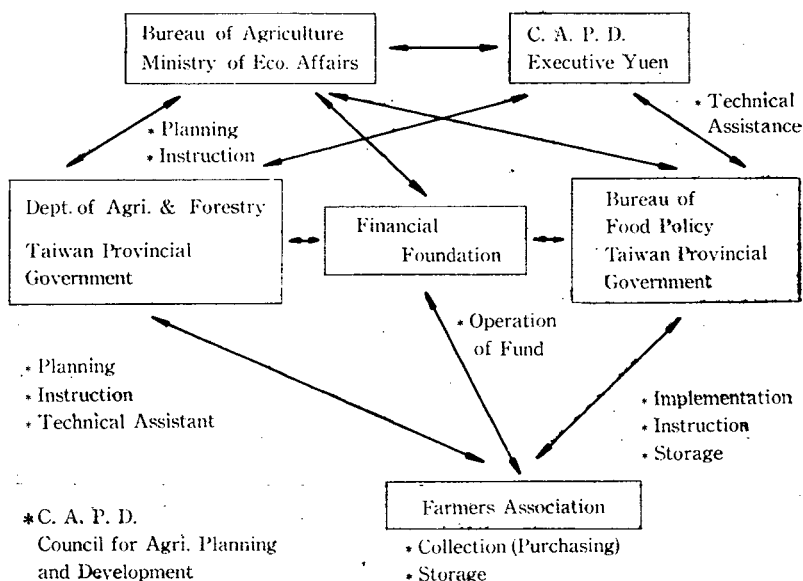 Bureau of Agriculture
Ministry of Eco. Affairs
C. A. P. D.
Executive Yuen
* Technical
Assistance
* Planning
* Instruction
Dept. of Agri. & Forestry
Taiwan Provincial
Government
Financial
Foundation
Bureau of
Food Policy
Taiwan Provincial
Government
* Operation
of Fund
* Planning
* Instruction
* Technical Assistant
* Implementation
* Instruction
* Storage
Farmers Association
* Collection (Purchasing)
* Storage
* C. A. P. D.
Council for Agri. Planning
and Development